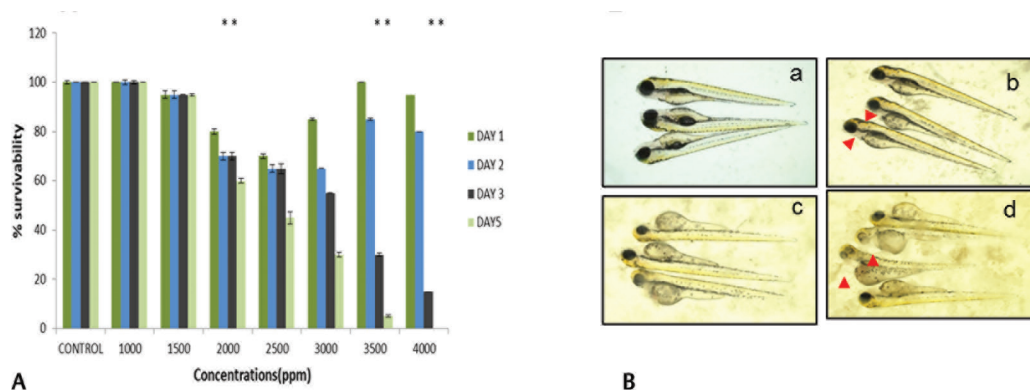 * *
* *
* *
120
100
80
60
40
20
0
% survivability
CONTROL
1000
1500
2000
2500
3000
3500
4000
Concentrations(ppm)
DAY 1
DAY 2
DAY 3
DAY5
A
a
b
c
d
B